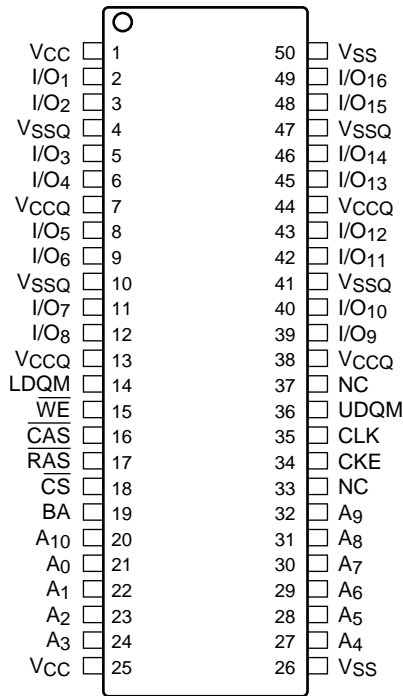 VCC 1 50 VSS
I/O1 2 49 I/O16
I/O2 3 48 I/O15
VSSQ 4 47 VSSQ
I/O3 5 46 I/O14
I/O4 6 45 I/O13
VCCQ 7 44 VCCQ
I/O5 8 43 I/O12
I/O6 9 42 I/O11
VSSQ 10 41 VSSQ
I/O7 11 40 I/O10
I/O8 12 39 I/O9
VCCQ 13 38 VCCQ
LDQM 14 37 NC
W̅E̅ 15 36 UDQM
C̅A̅S̅ 16 35 CLK
R̅A̅S̅ 17 34 CKE
C̅S̅ 18 33 NC
BA 19 32 A9
A10 20 31 A8
A0 21 30 A7
A1 22 29 A6
A2 23 28 A5
A3 24 27 A4
VCC 25 26 VSS